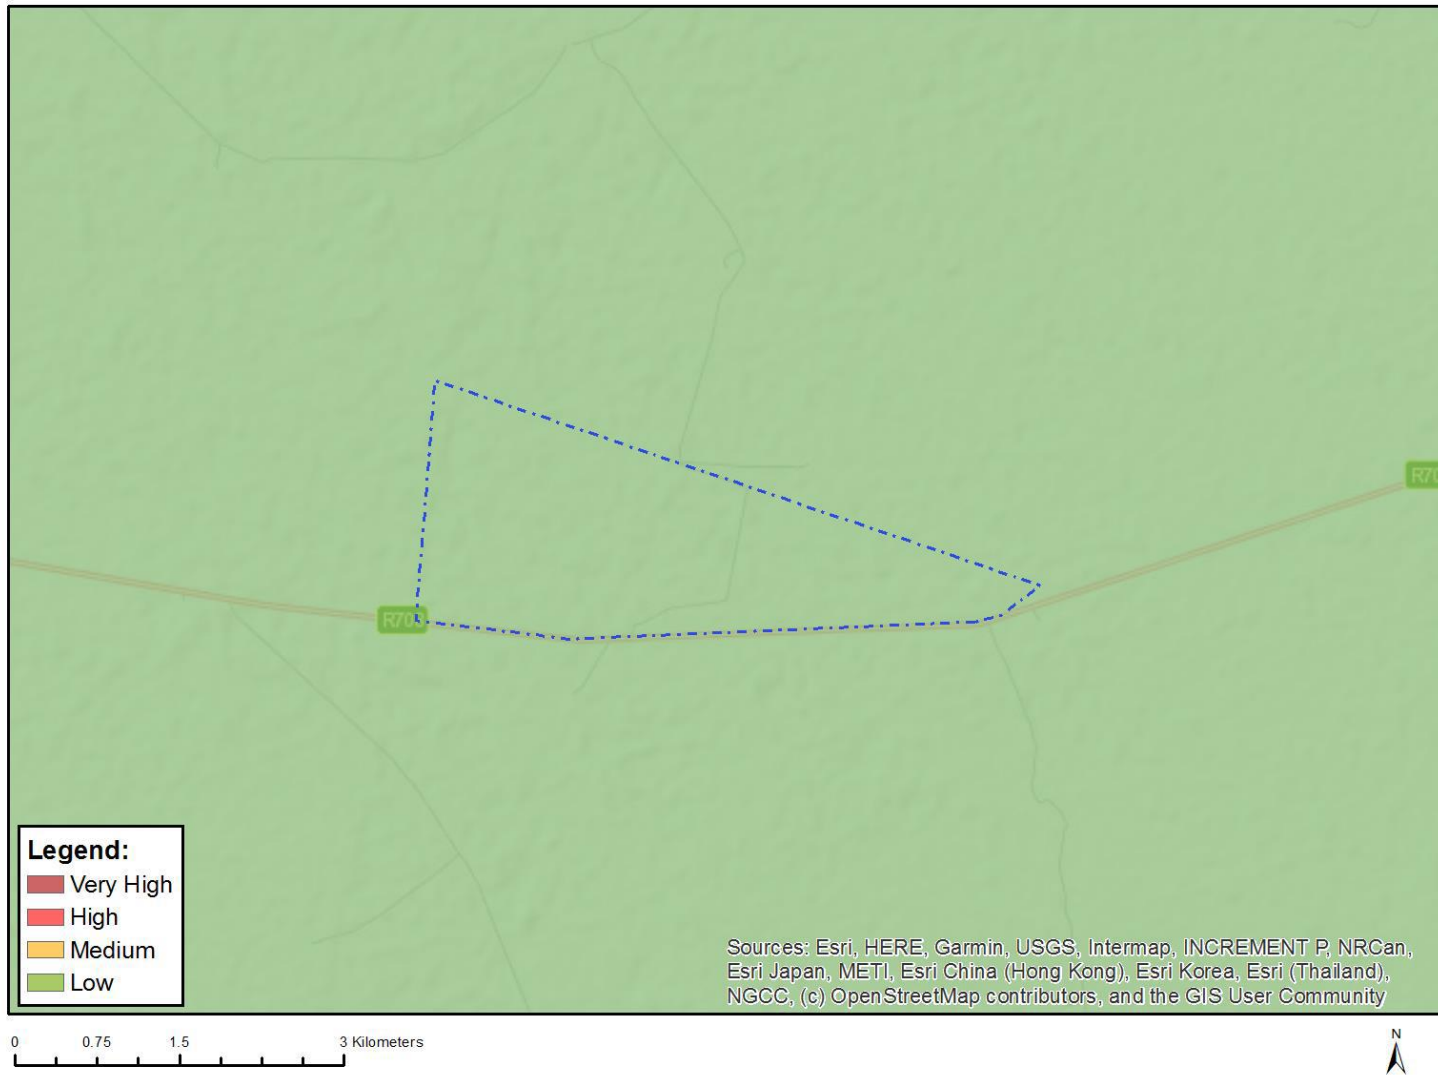 R70
R70
Legend:
Very High
High
Medium
Low
Sources: Esri, HERE, Garmin, USGS, Intermap, INCREMENT P, NRCan,
Esri Japan, METI, Esri China (Hong Kong), Esri Korea, Esri (Thailand),
NGCC, (c) OpenStreetMap contributors, and the GIS User Community
0 0.75 1.5 3 Kilometers
N